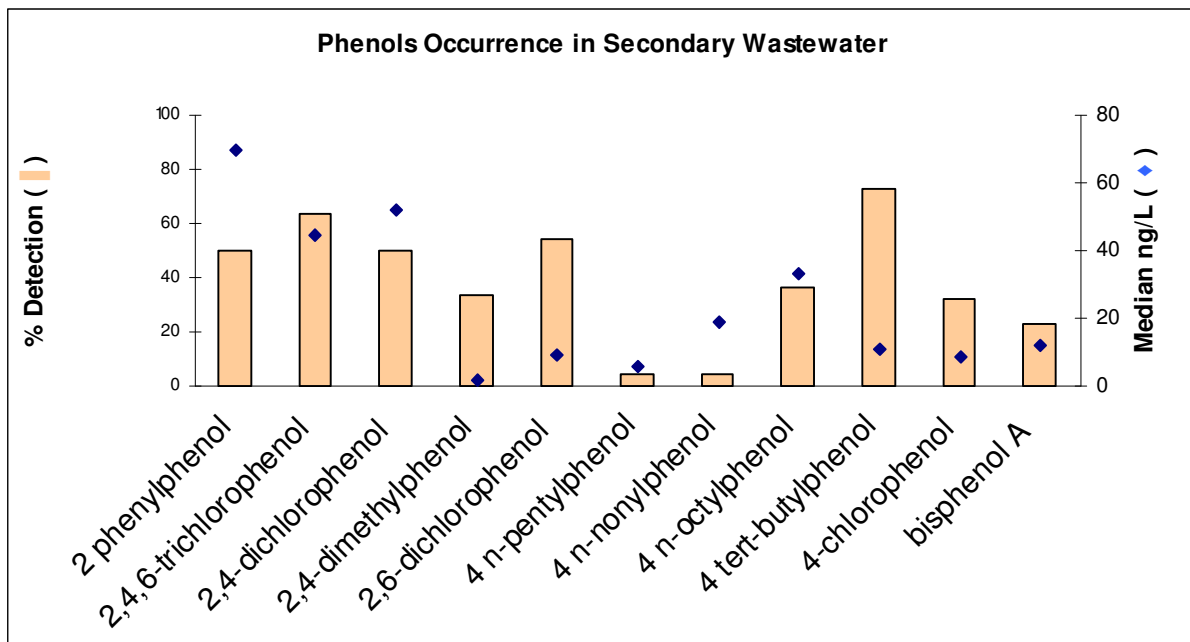 Phenols Occurrence in Secondary Wastewater
% Detection ( )
100
80
60
40
20
0
Median ng/L ( )
80
60
40
20
0
2 phenylphenol
2,4,6-trichlorophenol
2,4-dichlorophenol
2,4-dimethylphenol
2,6-dichlorophenol
4 n-pentylphenol
4 n-nonylphenol
4 n-octylphenol
4 tert-butylphenol
4-chlorophenol
bisphenol A